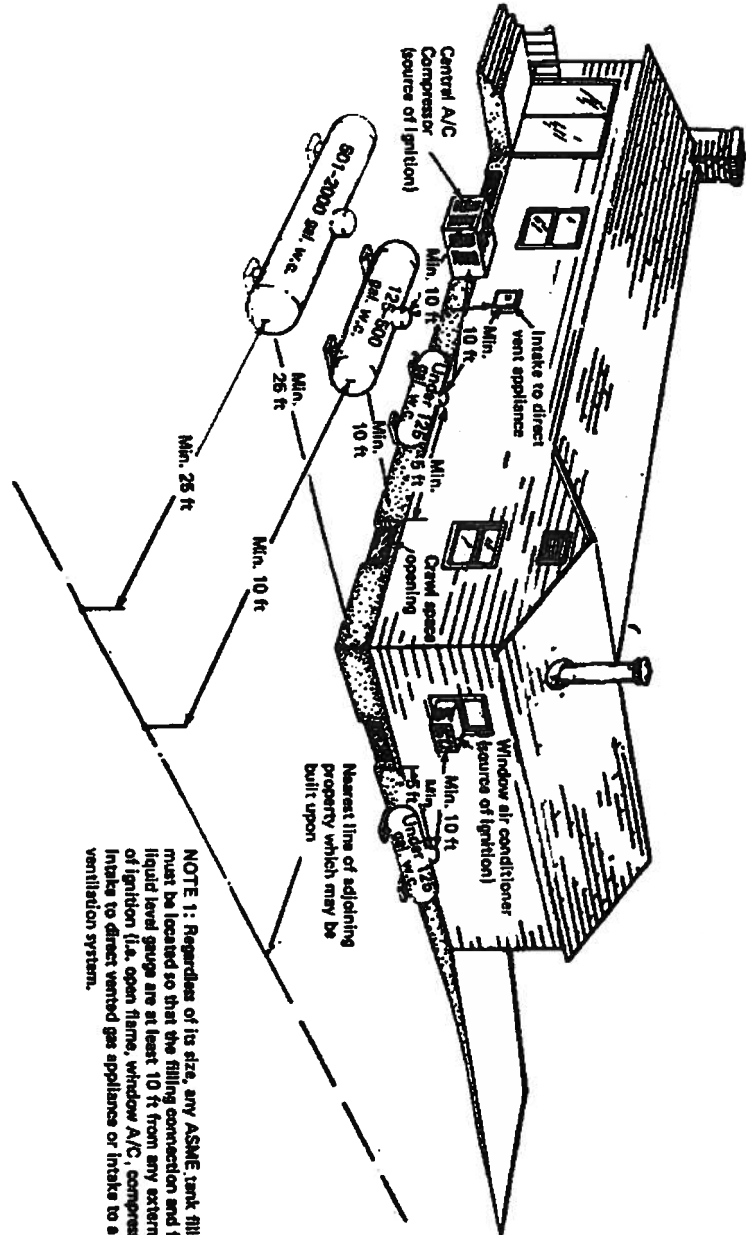 Central A/C
Compressor
(source of ignition)
Intake to direct
vent appliance
Min. 10 ft
Min.
10 ft
501-2000 gal. w.c.
125-500
gal. w.c.
Under 125
gal. w.c.
Min.
5 ft
Min.
10 ft
Min.
25 ft
Crawl space
opening
Window air conditioner
(source of ignition)
Min. 10 ft
Min.
5 ft
Under 125
gal. w.c.
Min. 25 ft
Min. 10 ft
Nearest line of adjoining
property which may be
built upon
NOTE 1: Regardless of its size, any ASME tank fill
must be located so that the filling connection and f
liquid level gauge are at least 10 ft from any extern
of ignition (i.e. open flame, window A/C, compres
intake to direct vented gas appliance or intake to a
ventilation system.